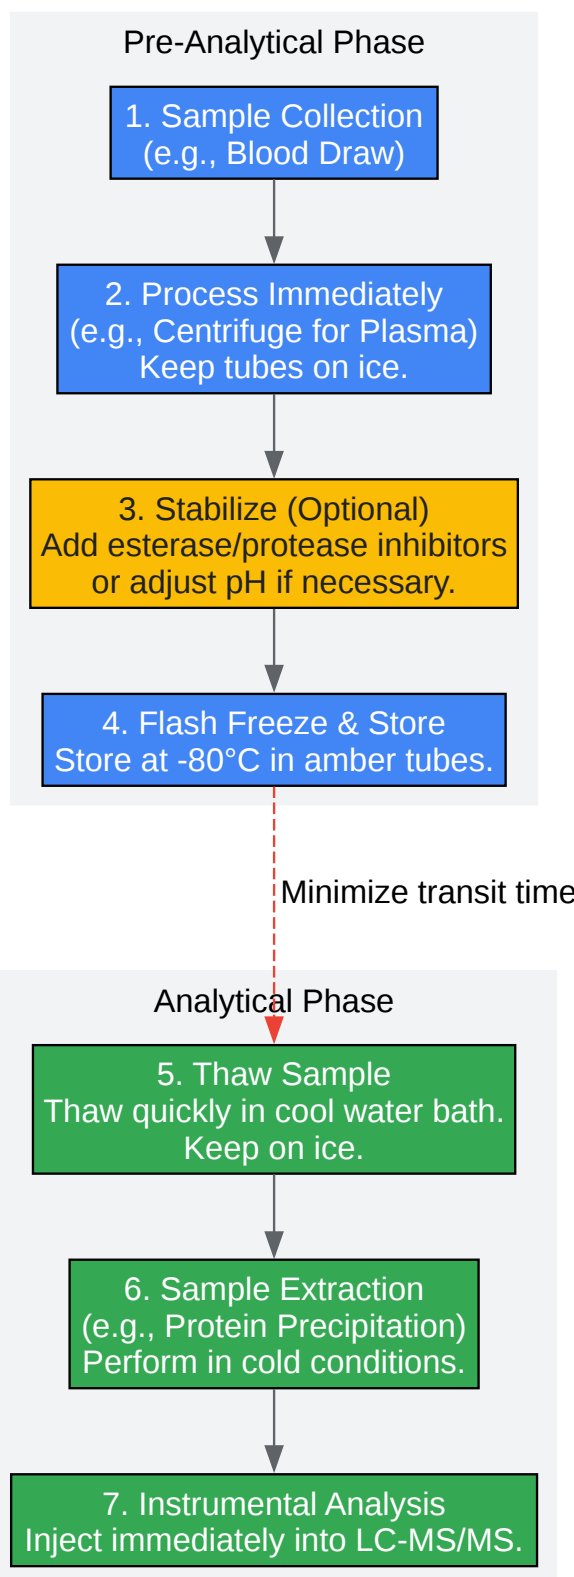 Pre-Analytical Phase
1. Sample Collection
(e.g., Blood Draw)
2. Process Immediately
(e.g., Centrifuge for Plasma)
Keep tubes on ice.
3. Stabilize (Optional)
Add esterase/protease inhibitors
or adjust pH if necessary.
4. Flash Freeze & Store
Store at -80°C in amber tubes.
Minimize transit time
Analytical Phase
5. Thaw Sample
Thaw quickly in cool water bath.
Keep on ice.
6. Sample Extraction
(e.g., Protein Precipitation)
Perform in cold conditions.
7. Instrumental Analysis
Inject immediately into LC-MS/MS.